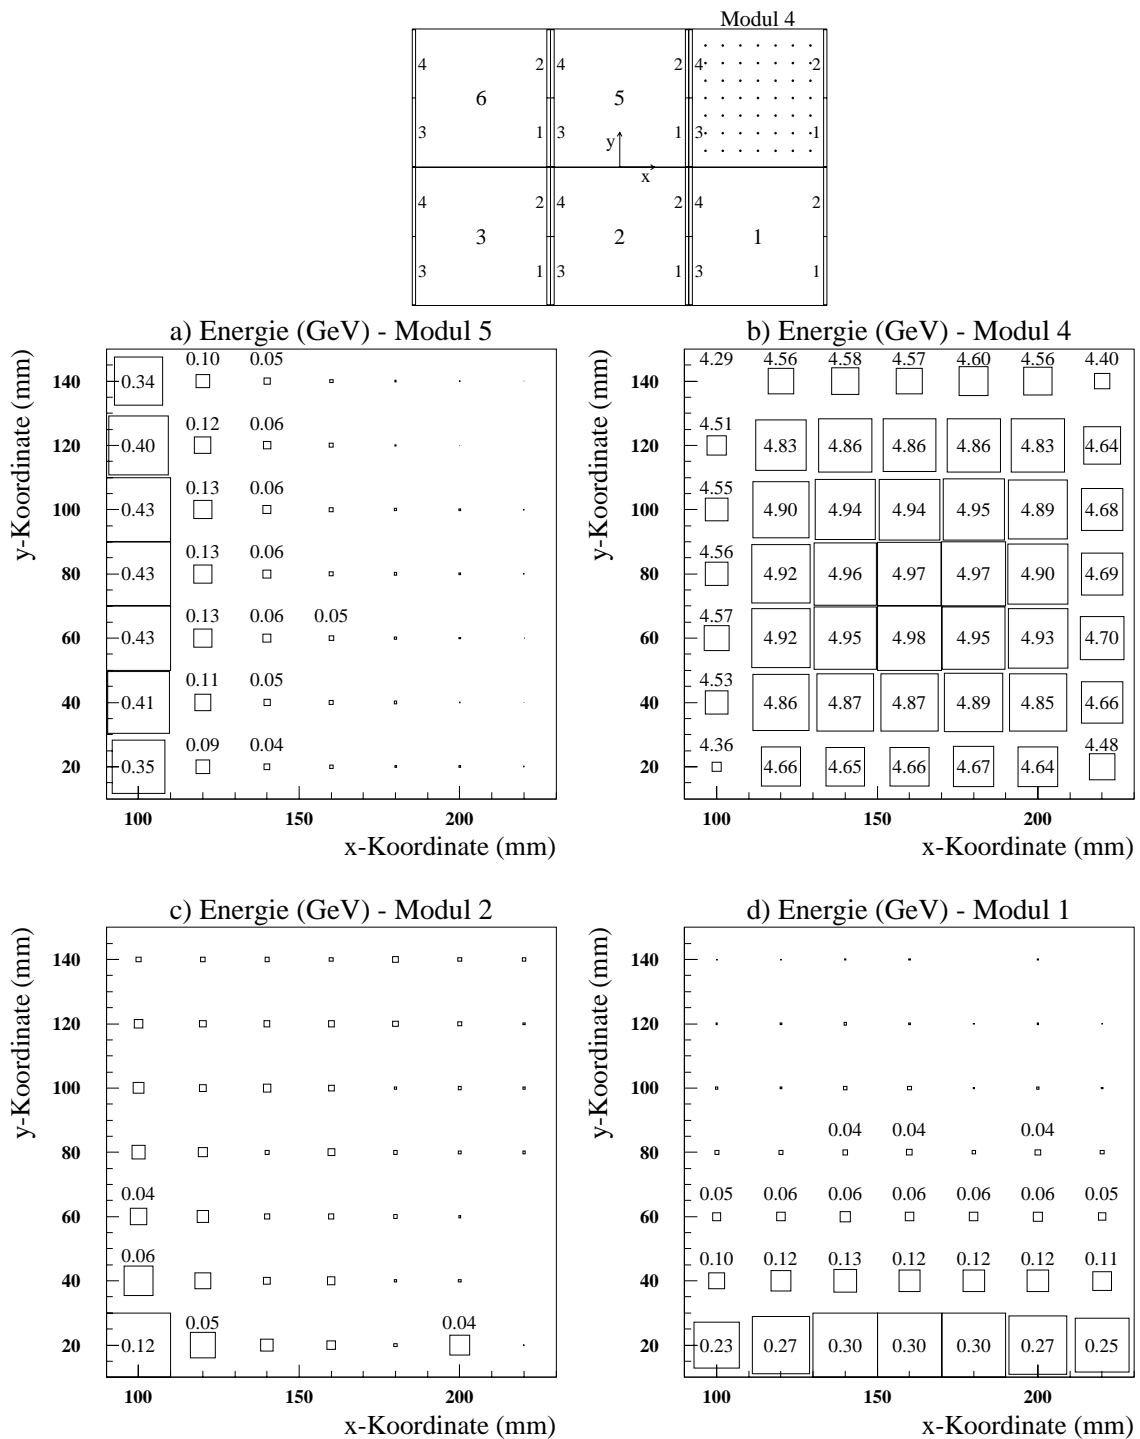 Modul 4
4 2 4 2 4 2
6 5
3 1 3 1 3 1
y
x
4 2 4 2 4 2
3 2 1
3 1 3 1 3 1
a) Energie (GeV) - Modul 5
y-Koordinate (mm)
0.10 0.05
140 0.34
0.12 0.06
120 0.40
0.13 0.06
100 0.43
0.13 0.06
80 0.43
0.13 0.06 0.05
60 0.43
0.11 0.05
40 0.41
0.09 0.04
20 0.35
100 150 200
x-Koordinate (mm)
b) Energie (GeV) - Modul 4
y-Koordinate (mm)
4.29 4.56 4.58 4.57 4.60 4.56 4.40
140
4.51
120 4.83 4.86 4.86 4.86 4.83 4.64
4.55
100 4.90 4.94 4.94 4.95 4.89 4.68
4.56
80 4.92 4.96 4.97 4.97 4.90 4.69
4.57
60 4.92 4.95 4.98 4.95 4.93 4.70
4.53
40 4.86 4.87 4.87 4.89 4.85 4.66
4.36 4.48
20 4.66 4.65 4.66 4.67 4.64
100 150 200
x-Koordinate (mm)
c) Energie (GeV) - Modul 2
y-Koordinate (mm)
140
120
100
80
0.04
60
0.06
40
0.05 0.04
20 0.12
100 150 200
x-Koordinate (mm)
d) Energie (GeV) - Modul 1
y-Koordinate (mm)
140
120
100
0.04 0.04 0.04
80
0.05 0.06 0.06 0.06 0.06 0.06 0.05
60
0.10 0.12 0.13 0.12 0.12 0.12 0.11
40
20 0.23 0.27 0.30 0.30 0.30 0.27 0.25
100 150 200
x-Koordinate (mm)